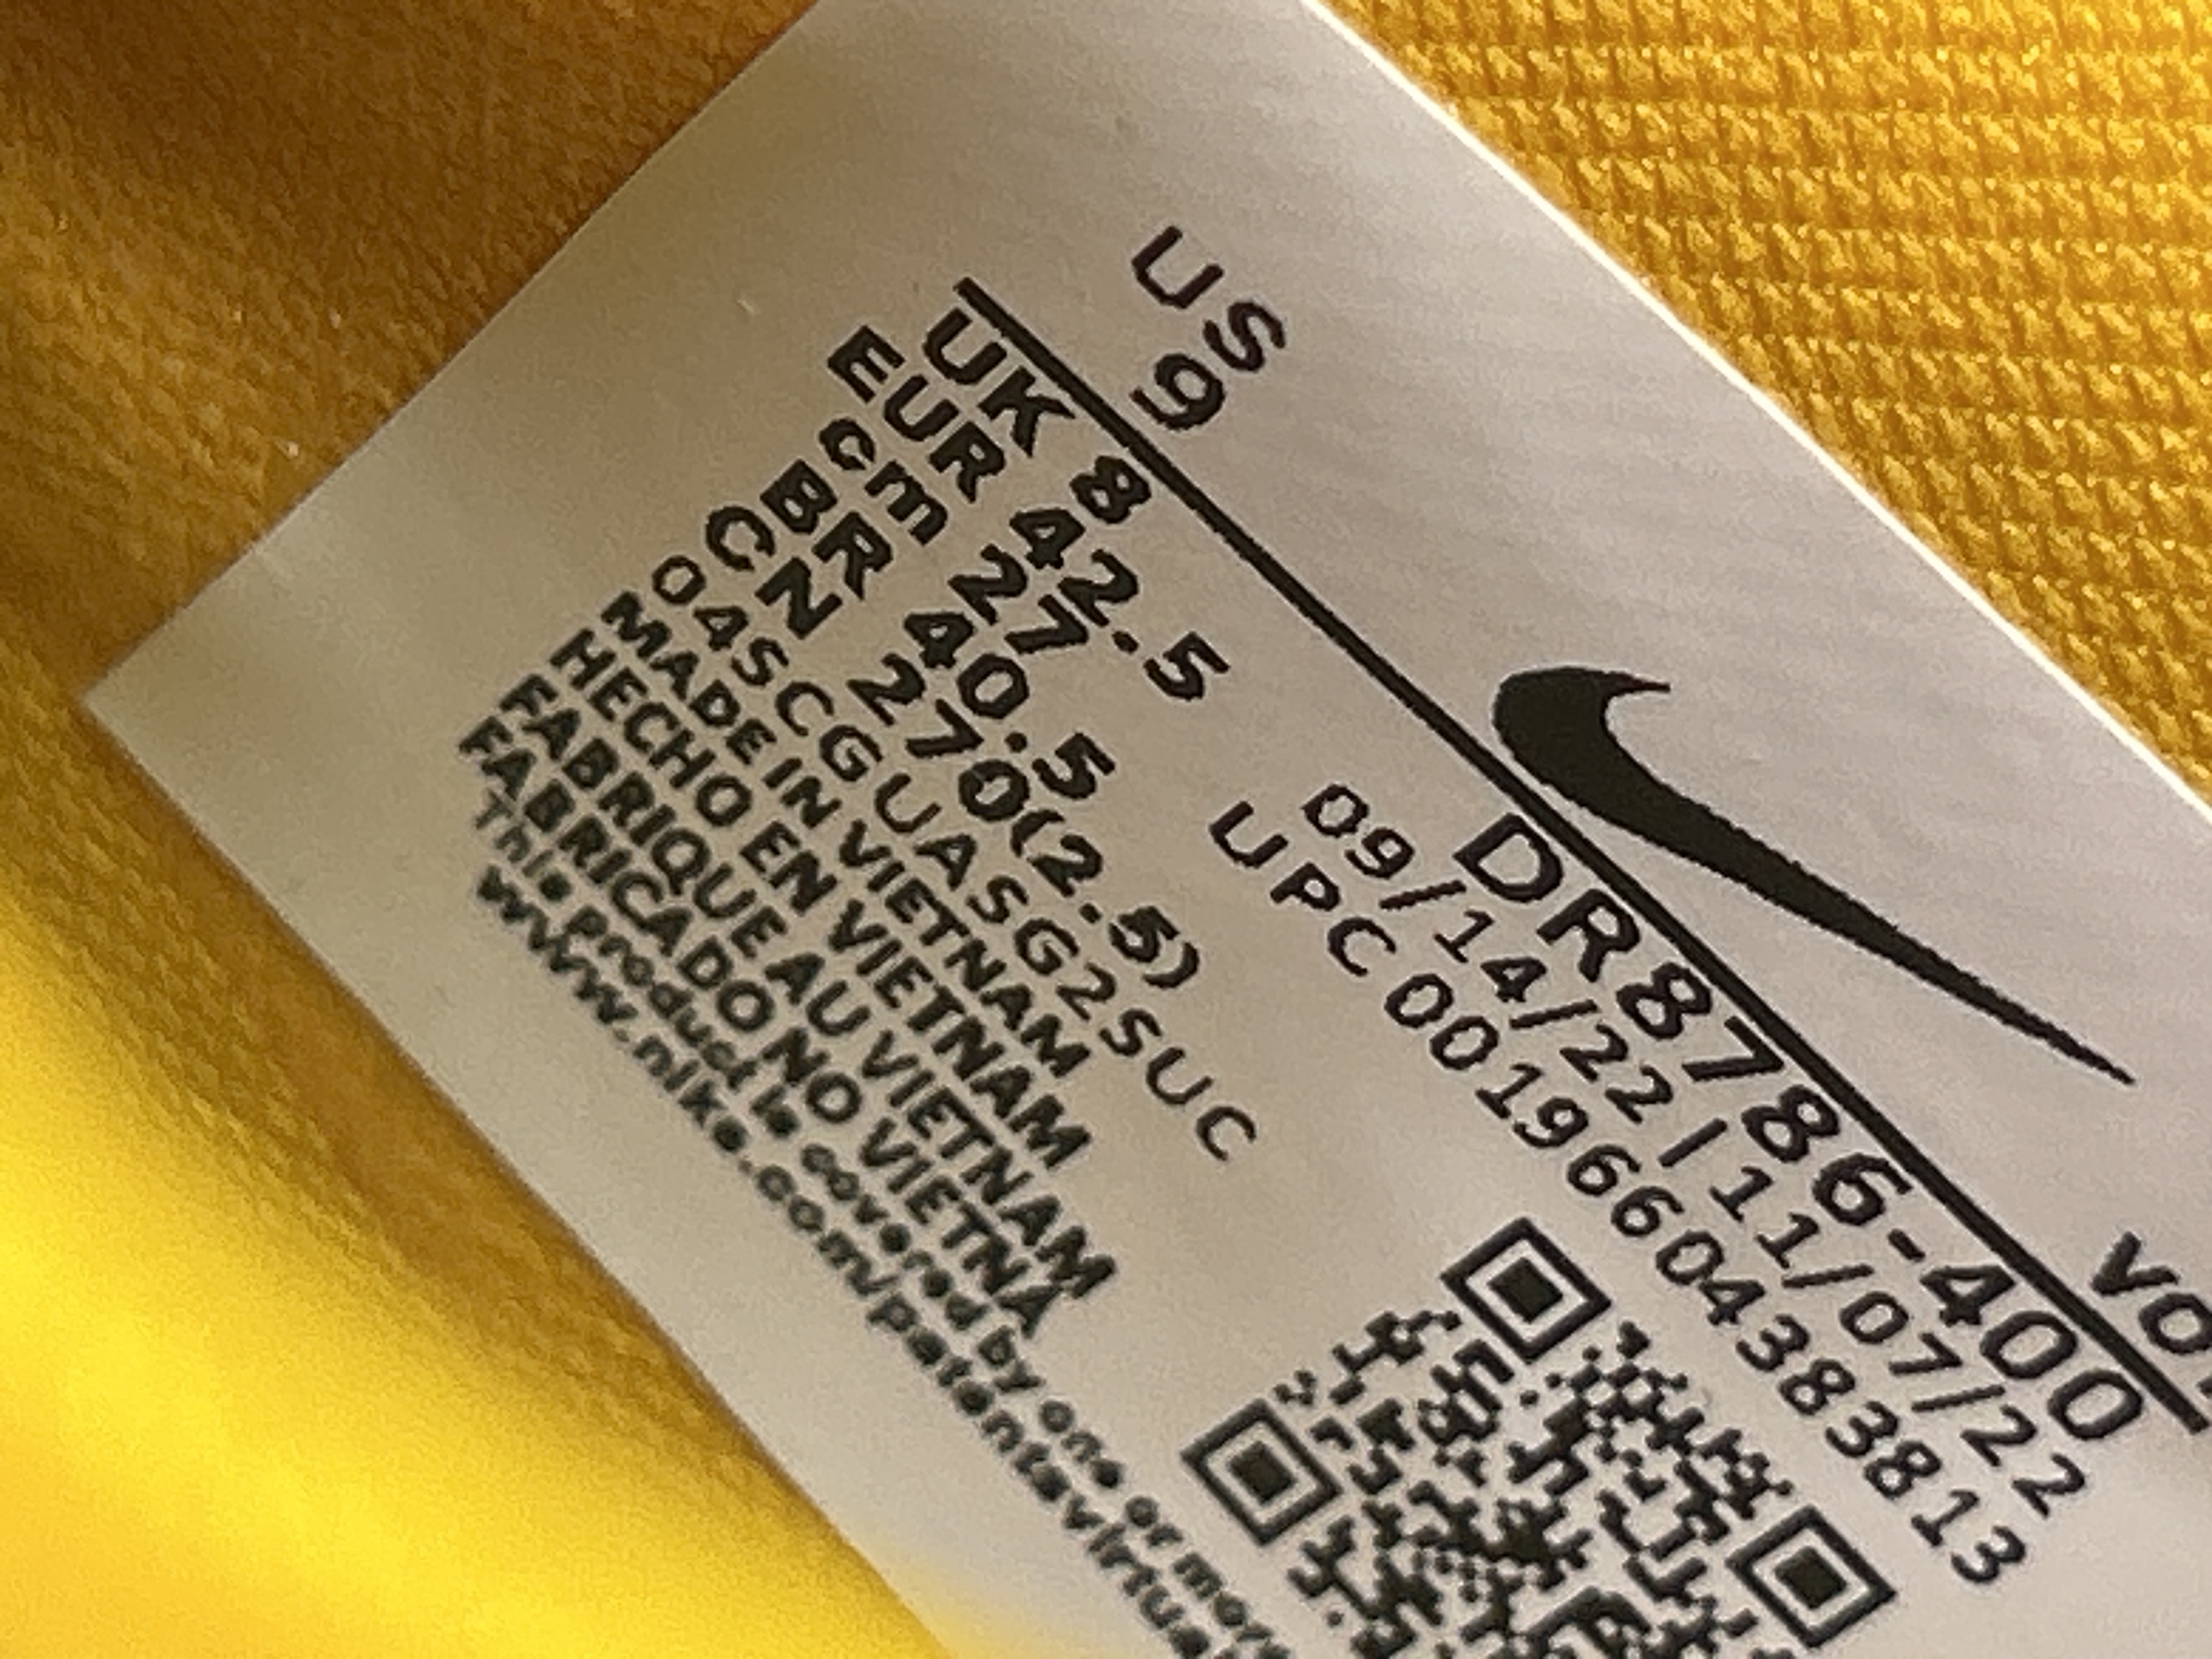 US
9
UK 8
EUR 42.5
cm 27
BR 40.5
CN 270(2.5)
04SCGUASG2SUC
MADE IN VIETNAM
HECHO EN VIETNAM
FABRIQUE AU VIETNAM
FABRICADO NO VIETNA
This product is covered by one or more
www.nike.com/patentsvirtual
DR8786-400
09/14/22 | 11/07/22
UPC 00196604383813